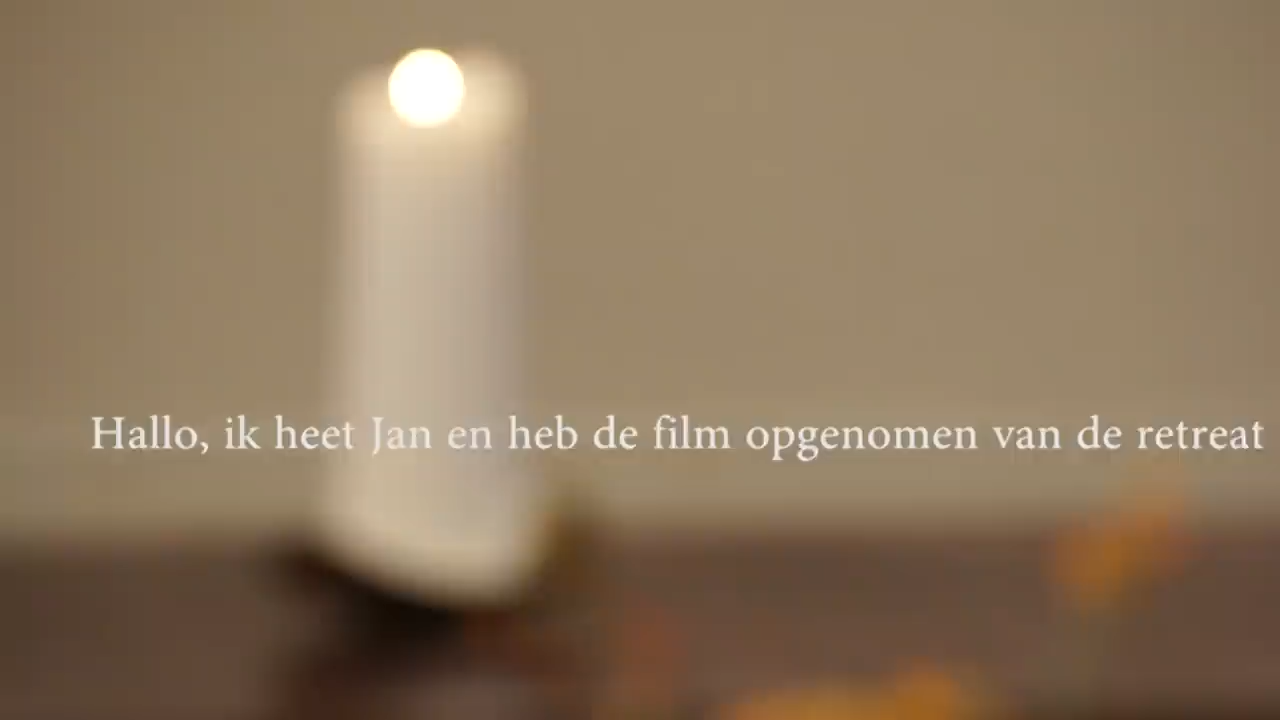 Hallo, ik heet Jan en heb de film opgenomen van de retreat